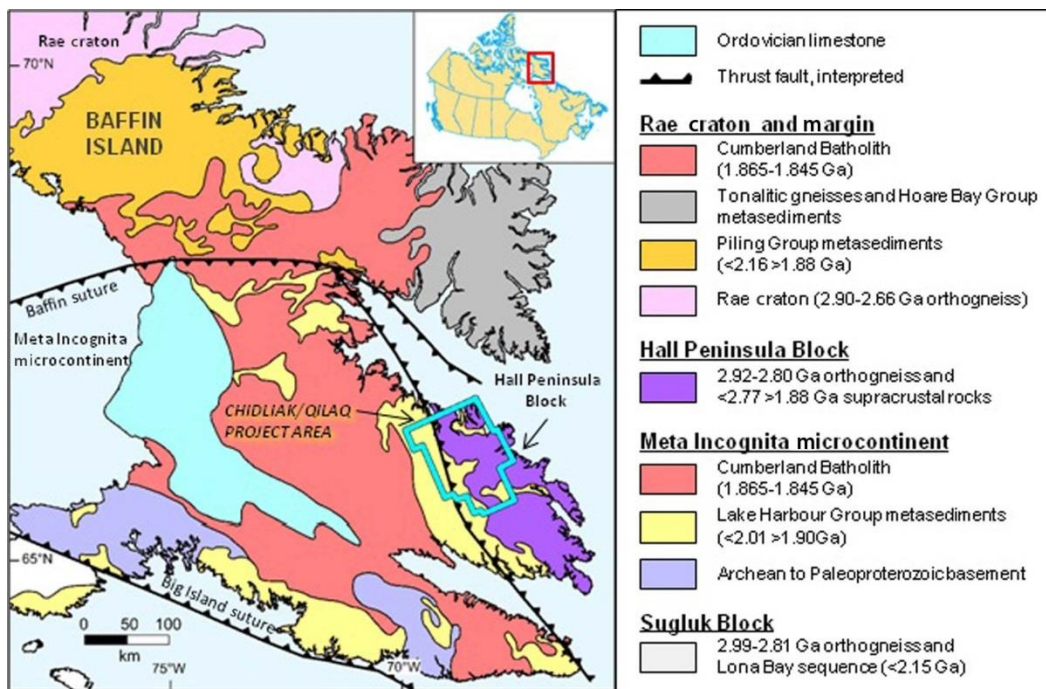 Rae craton
70°N
BAFFIN
ISLAND
Baffin suture
Meta Incognita
microcontinent
Hall Peninsula
Block
CHIDLIAK/QILAQ
PROJECT AREA
65°N
Big Island suture
0 50 100
km
75°W
70°W
Ordovician limestone
Thrust fault, interpreted
Rae craton and margin
Cumberland Batholith
(1.865-1.845 Ga)
Tonalitic gneisses and Hoare Bay Group
metasediments
Piling Group metasediments
(<2.16 >1.88 Ga)
Rae craton (2.90-2.66 Ga orthogneiss)
Hall Peninsula Block
2.92-2.80 Ga orthogneiss and
<2.77 >1.88 Ga supracrustal rocks
Meta Incognita microcontinent
Cumberland Batholith
(1.865-1.845 Ga)
Lake Harbour Group metasediments
(<2.01 >1.90Ga)
Archean to Paleoproterozoic basement
Sugluk Block
2.99-2.81 Ga orthogneiss and
Lona Bay sequence (<2.15 Ga)